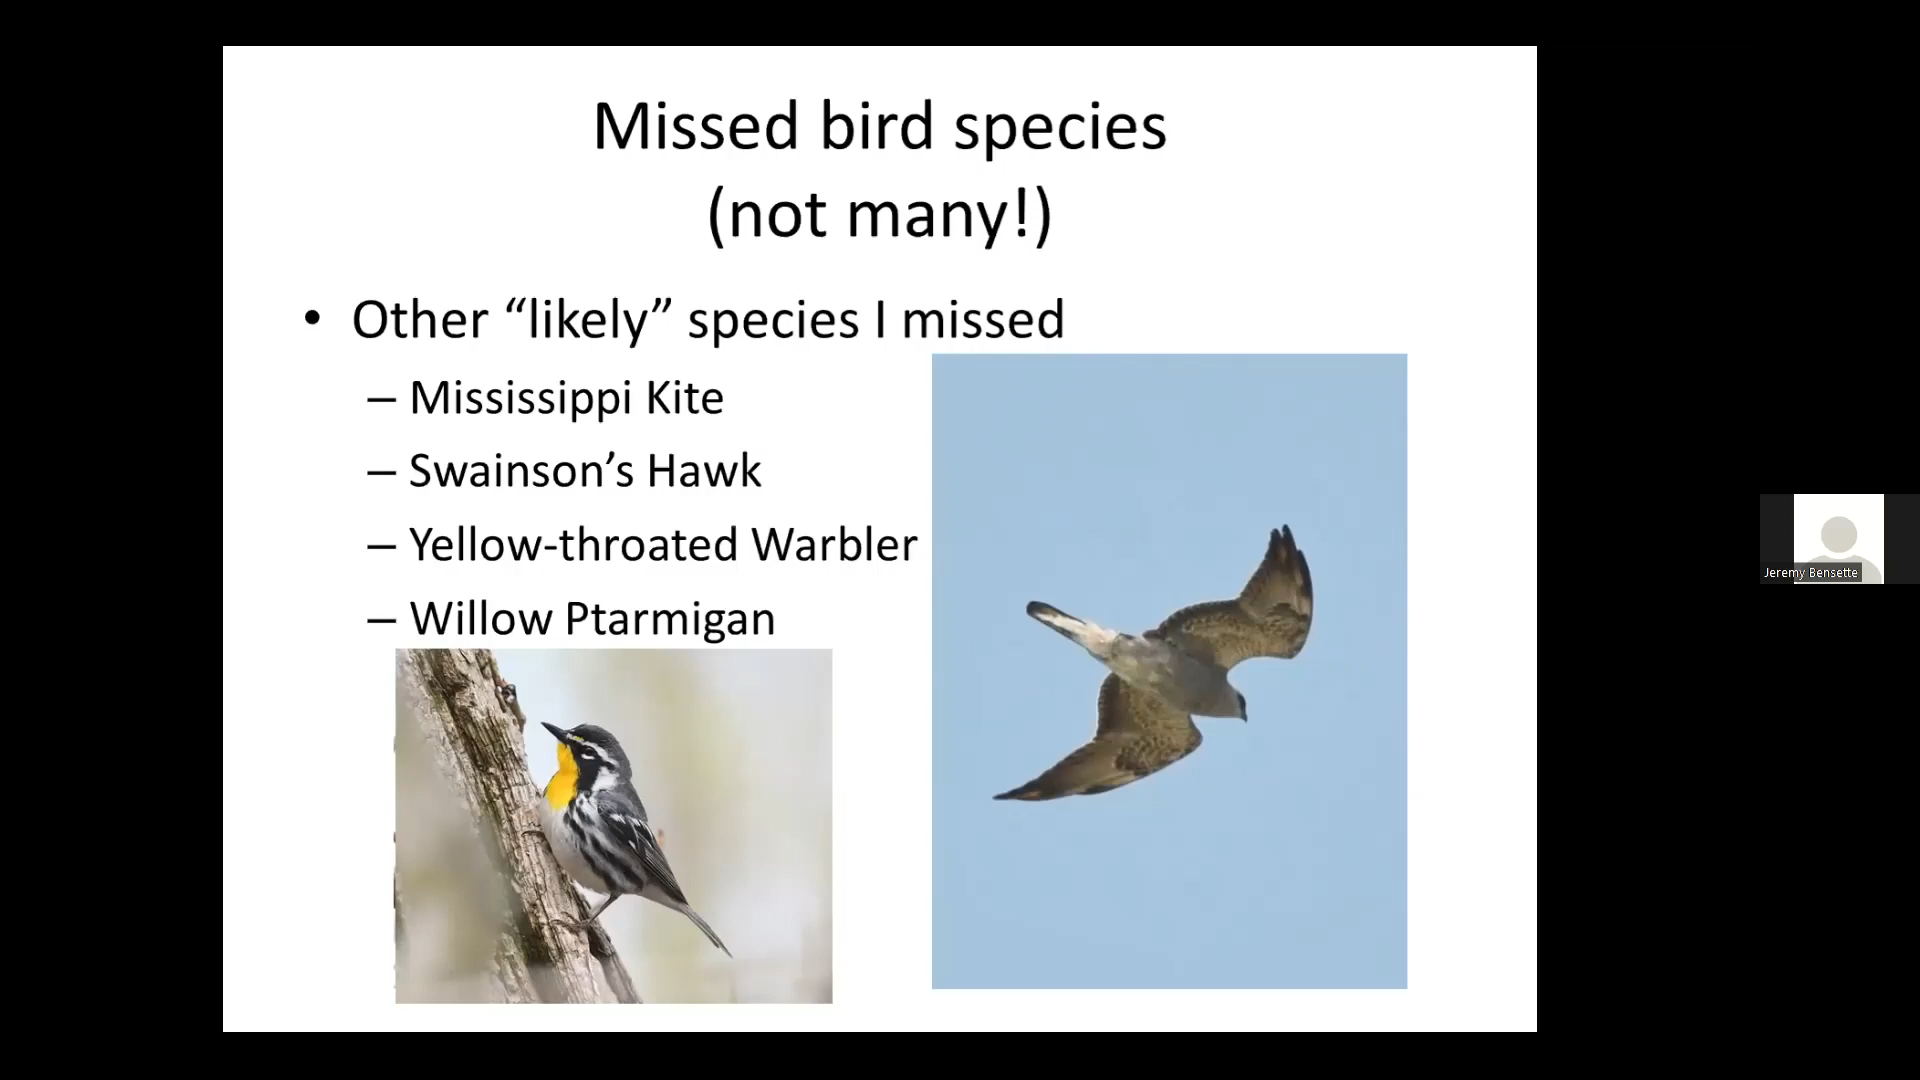 Missed bird species
(not many!)
• Other “likely” species I missed
– Mississippi Kite
– Swainson’s Hawk
– Yellow-throated Warbler
– Willow Ptarmigan
Jeremy Bensette